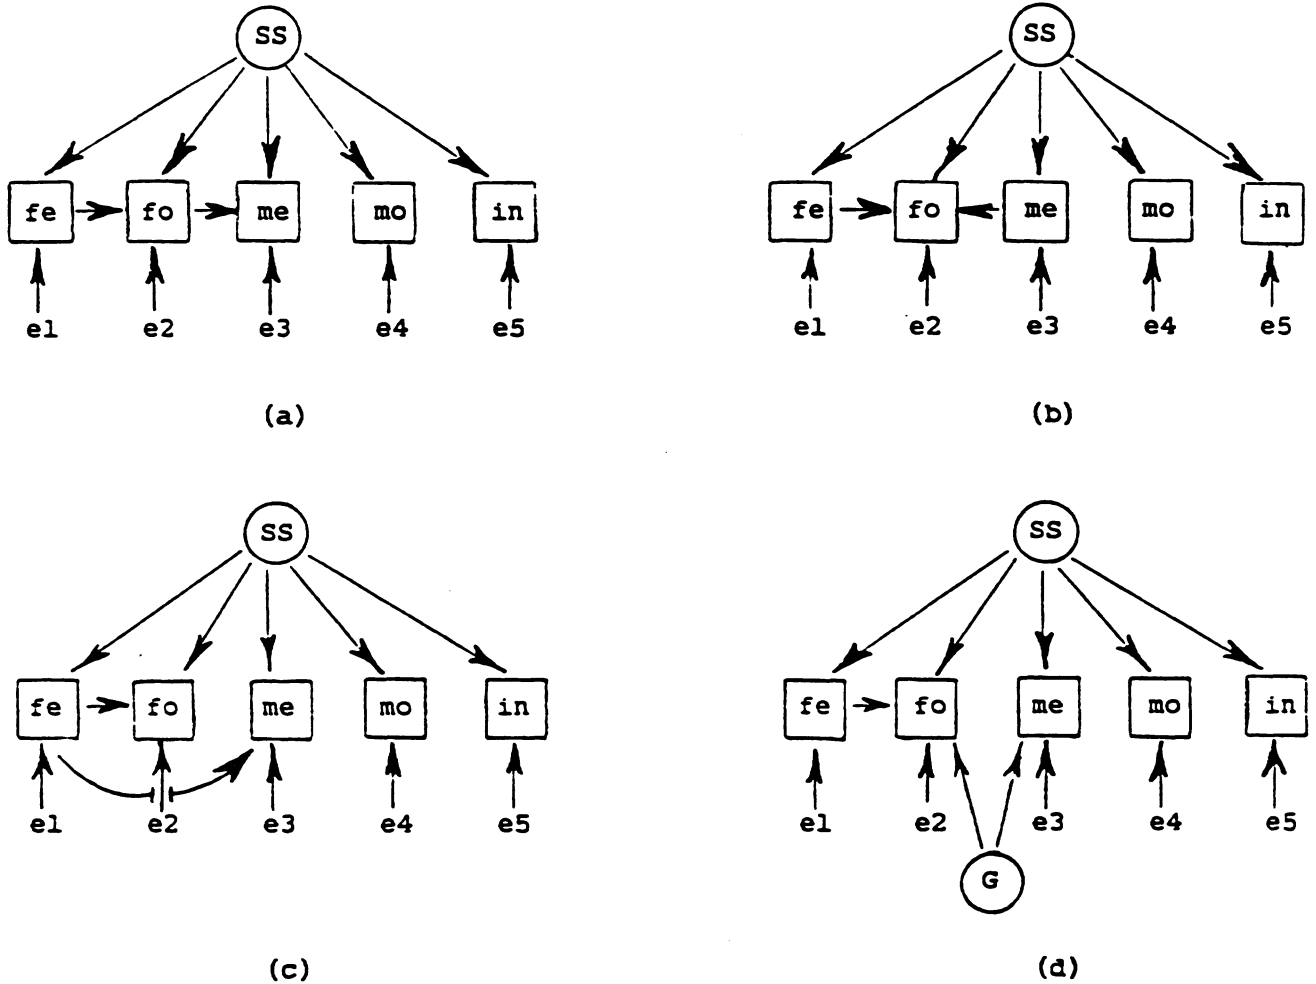 SS SS
fe fo me mo in fe fo me mo in
e1 e2 e3 e4 e5 e1 e2 e3 e4 e5
(a) (b)
SS SS
fe fo me mo in fe fo me mo in
e1 e2 e3 e4 e5 e1 e2 e3 e4 e5
G
(c) (d)